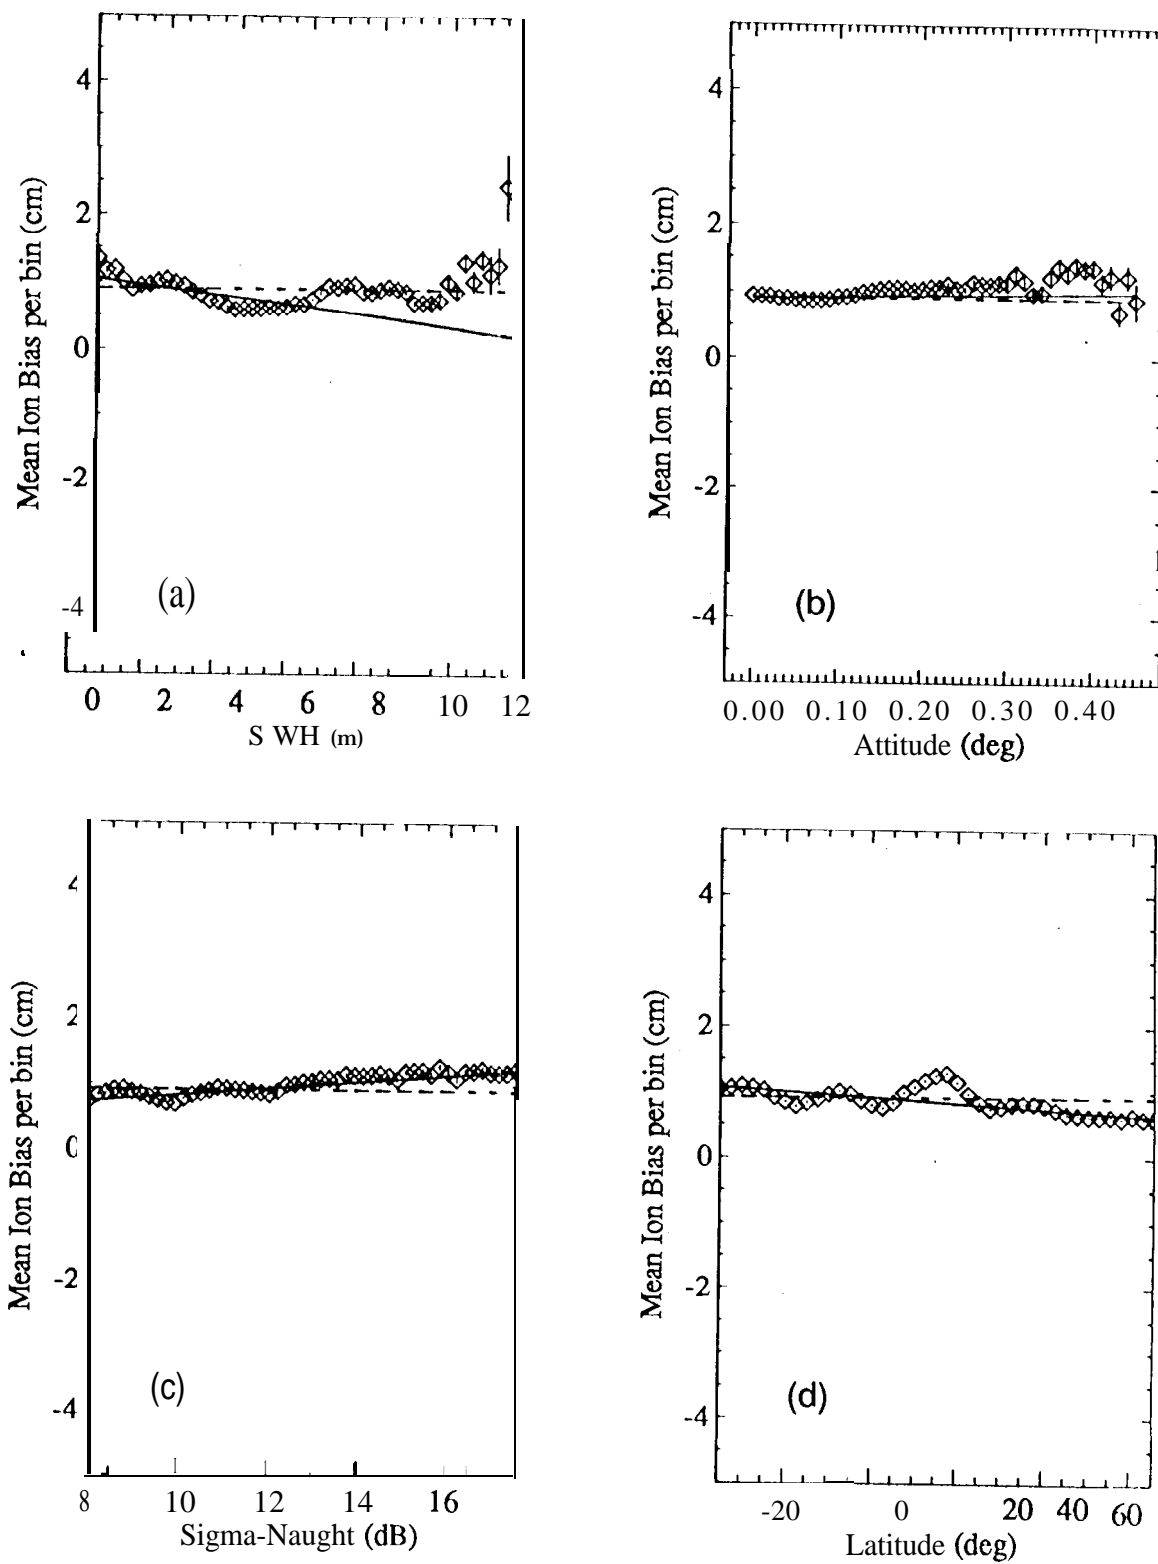 4
2
0
-2
-4
Mean Ion Bias per bin (cm)
(a)
0 2 4 6 8 10 12
S WH (m)
4
2
0
-2
-4
Mean Ion Bias per bin (cm)
(b)
0.00 0.10 0.20 0.30 0.40
Attitude (deg)
4
2
0
-2
-4
Mean Ion Bias per bin (cm)
(c)
8 10 12 14 16
Sigma-Naught (dB)
4
2
0
-2
-4
Mean Ion Bias per bin (cm)
(d)
-20 0 20 40 60
Latitude (deg)